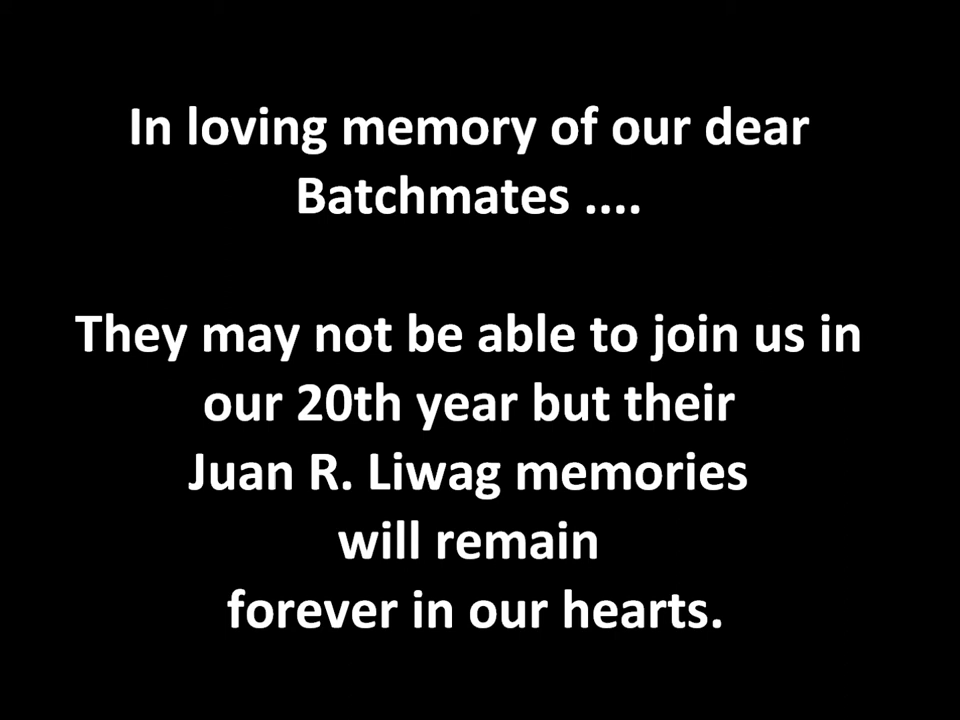 In loving memory of our dear
Batchmates ....
They may not be able to join us in
our 20th year but their
Juan R. Liwag memories
will remain
forever in our hearts.